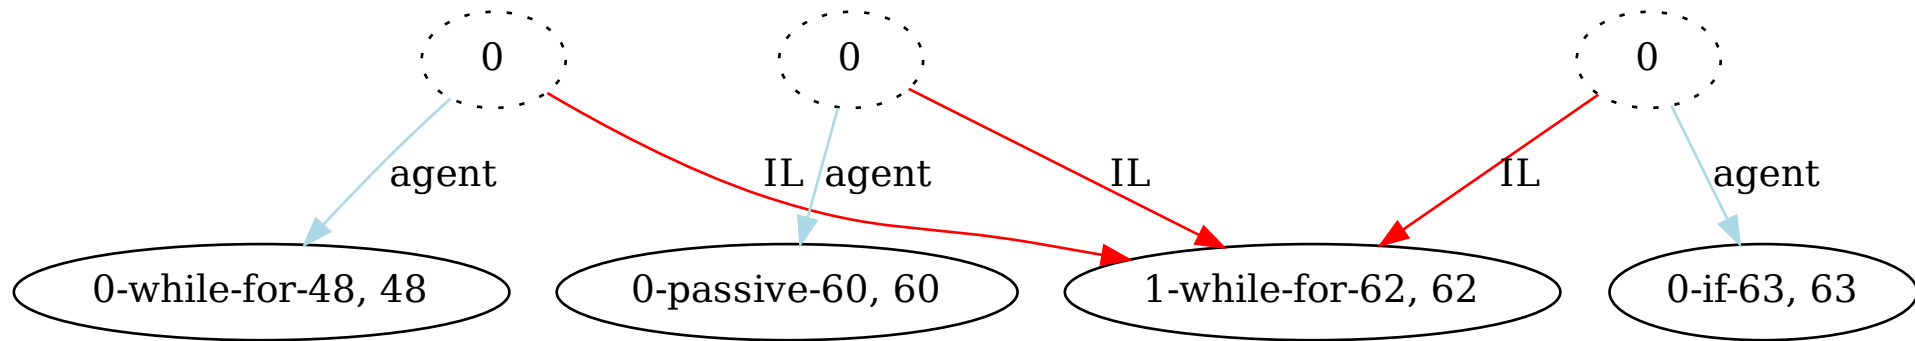 0
0
0
agent
IL
agent
IL
IL
agent
0-while-for-48, 48
0-passive-60, 60
1-while-for-62, 62
0-if-63, 63